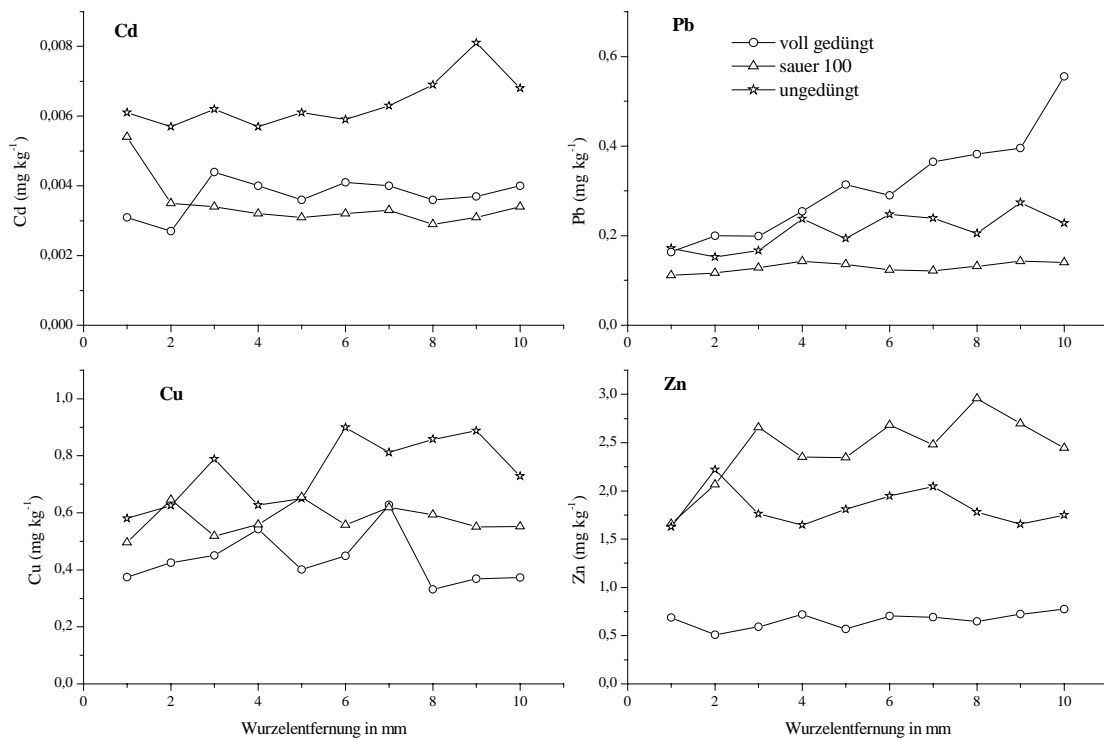 Cd
Cd (mg kg⁻¹)
0,008
0,006
0,004
0,002
0,000
0 2 4 6 8 10
Pb
voll gedüngt
sauer 100
ungedüngt
Pb (mg kg⁻¹)
0,6
0,4
0,2
0,0
0 2 4 6 8 10
Cu
Cu (mg kg⁻¹)
1,0
0,8
0,6
0,4
0,2
0,0
0 2 4 6 8 10
Wurzelentfernung in mm
Zn
Zn (mg kg⁻¹)
3,0
2,5
2,0
1,5
1,0
0,5
0,0
0 2 4 6 8 10
Wurzelentfernung in mm